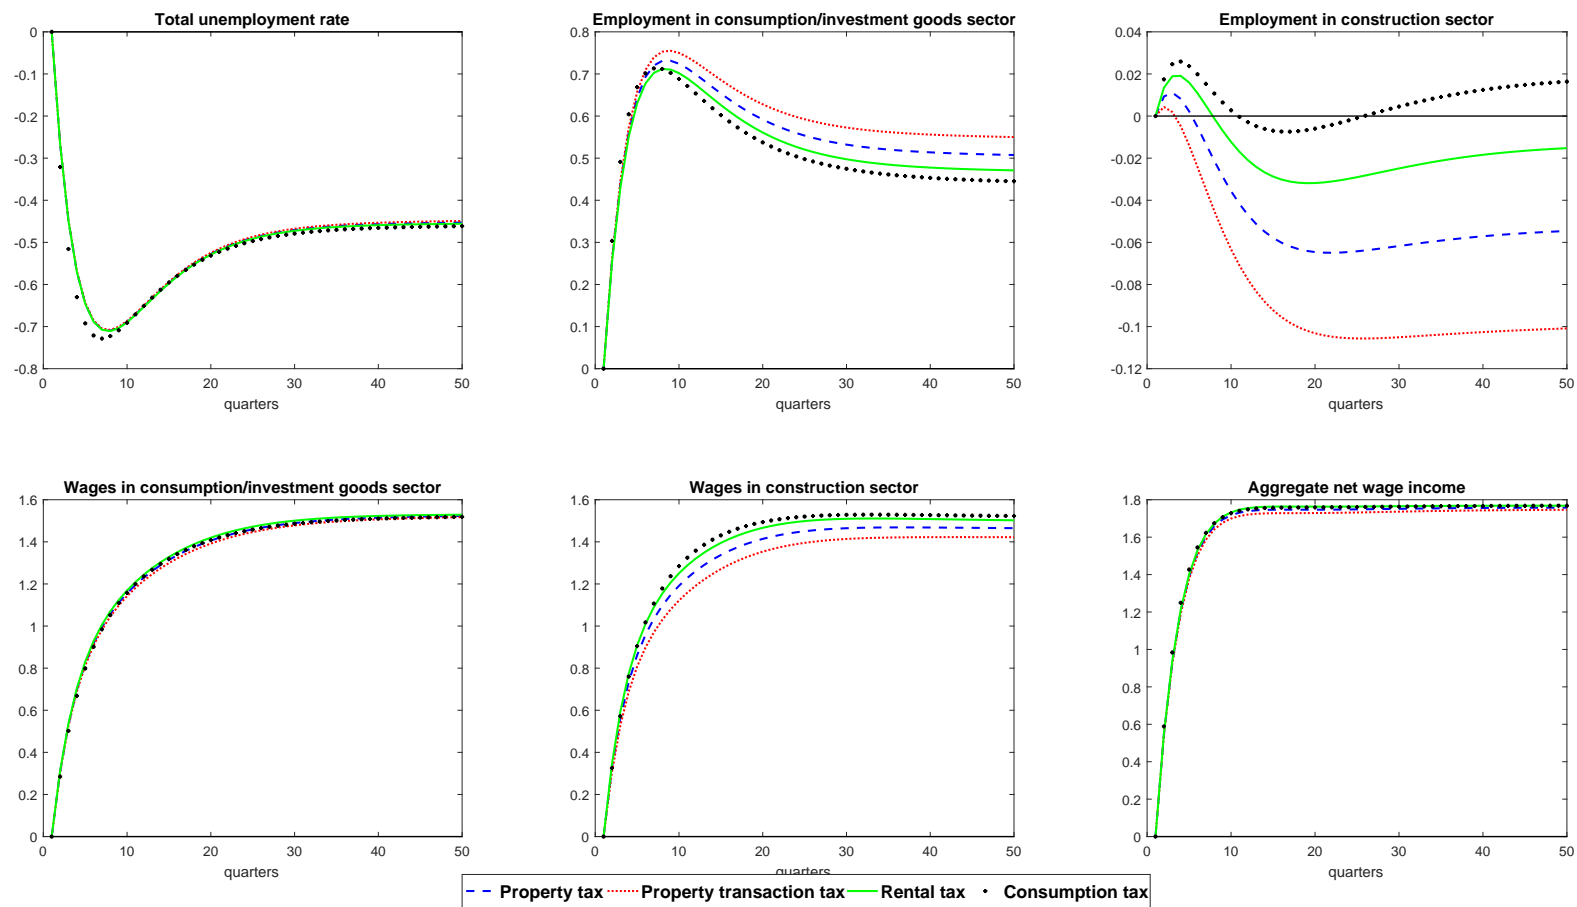 Total unemployment rate
0
-0.1
-0.2
-0.3
-0.4
-0.5
-0.6
-0.7
-0.8
0 10 20 30 40 50
quarters
Employment in consumption/investment goods sector
0.8
0.7
0.6
0.5
0.4
0.3
0.2
0.1
0
0 10 20 30 40 50
quarters
Employment in construction sector
0.04
0.02
0
-0.02
-0.04
-0.06
-0.08
-0.1
-0.12
0 10 20 30 40 50
quarters
Wages in consumption/investment goods sector
1.6
1.4
1.2
1
0.8
0.6
0.4
0.2
0
0 10 20 30 40 50
quarters
Wages in construction sector
1.6
1.4
1.2
1
0.8
0.6
0.4
0.2
0
0 10 20 30 40 50
quarters
Aggregate net wage income
1.8
1.6
1.4
1.2
1
0.8
0.6
0.4
0.2
0
0 10 20 30 40 50
quarters
Property tax Property transaction tax Rental tax Consumption tax